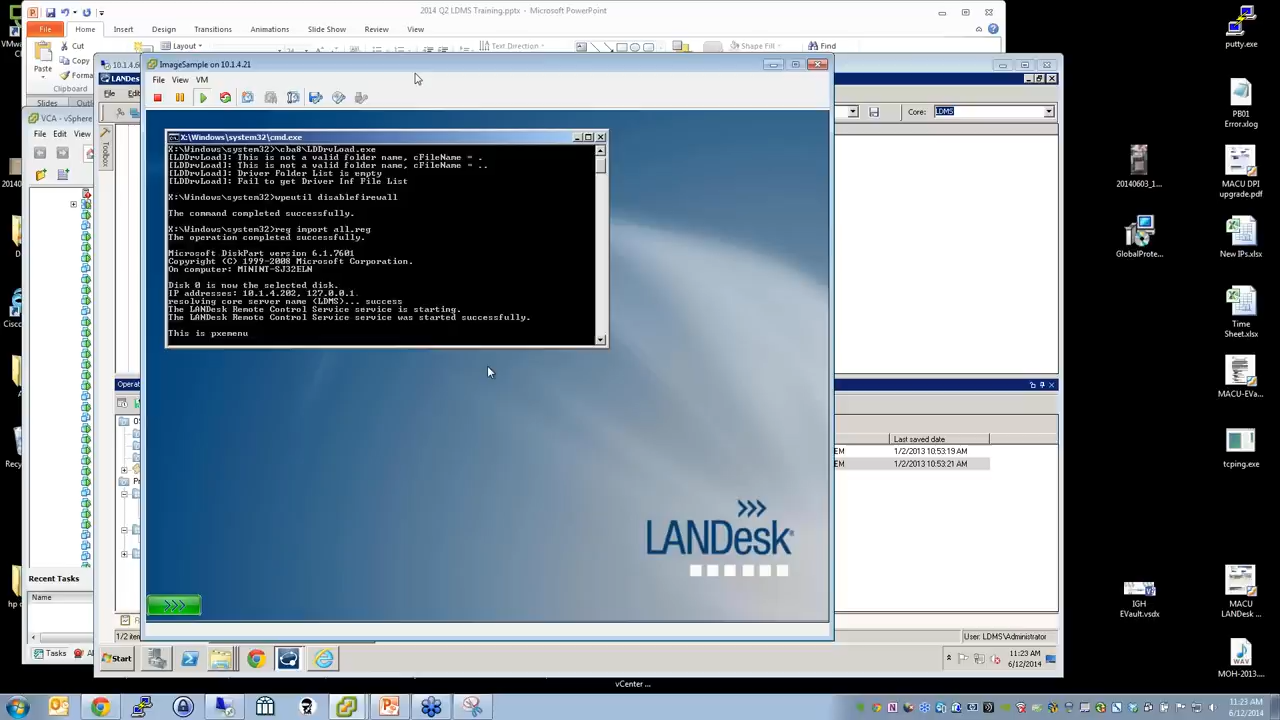 2014 Q2 LDMS Training.pptx - Microsoft PowerPoint
File Home Insert Design Transitions Animations Slide Show Review View
Cut Layout Text Direction Shape Fill Find
Copy
Paste Forma
Clipboard
Slides
ImageSample on 10.1.4.21
File View VM
LANDesk
Core: LDMS
VCA - vSphere
File Edit View
Toolbox
X:\Windows\system32\cmd.exe
X:\Windows\system32>\cba8\LDDrvLoad.exe
[LDDrvLoad]: This is not a valid folder name, cFileName = .
[LDDrvLoad]: This is not a valid folder name, cFileName = ..
[LDDrvLoad]: Driver Folder List is empty
[LDDrvLoad]: Fail to get Driver Inf File List
X:\Windows\system32>wpeutil disablefirewall
The command completed successfully.
X:\Windows\system32>reg import all.reg
The operation completed successfully.
Microsoft DiskPart version 6.1.7601
Copyright (C) 1999-2008 Microsoft Corporation.
On computer: MININT-SJ32ELN
Disk 0 is now the selected disk.
IP addresses: 10.1.4.202, 127.0.0.1
resolving core server name (LDMS)... success
The LANDesk Remote Control Service service is starting.
The LANDesk Remote Control Service service was started successfully.
This is pxemenu
Last saved date
EM 1/2/2013 10:53:19 AM
EM 1/2/2013 10:53:21 AM
LANDesk
Recent Tasks
Name
Tasks
User: LDMS\Administrator
Start
11:23 AM
6/12/2014
vCenter ...
putty.exe
PB01
Error.xlog
20140603_1...
MACU DPI
upgrade.pdf
GlobalProte...
New IPs.xlsx
Time
Sheet.xlsx
MACU-EVa...
tcping.exe
IGH
EVault.vsdx
MACU
LANDesk ...
MOH-2013....
11:23 AM
6/12/2014